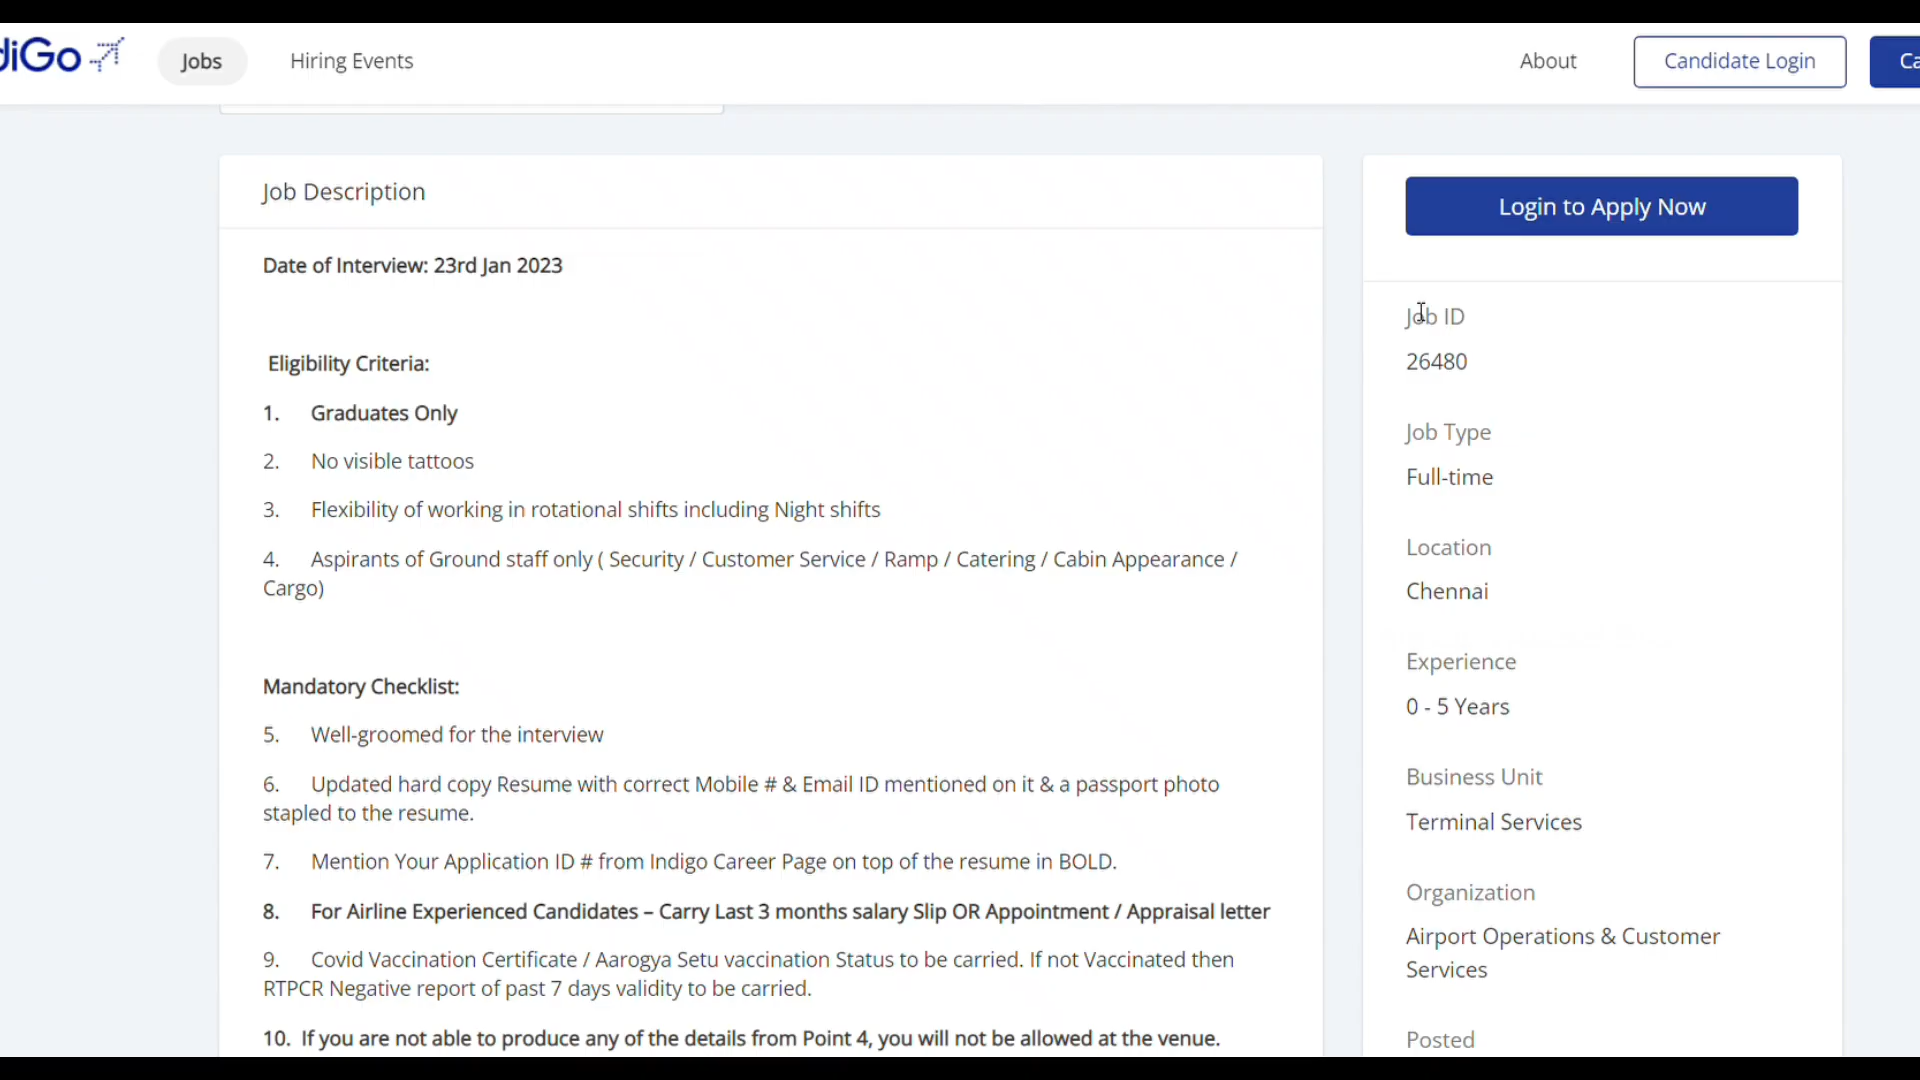 diGo
Jobs
Hiring Events
About
Candidate Login
Ca
Job Description
Date of Interview: 23rd Jan 2023
Eligibility Criteria:
1. Graduates Only
2. No visible tattoos
3. Flexibility of working in rotational shifts including Night shifts
4. Aspirants of Ground staff only ( Security / Customer Service / Ramp / Catering / Cabin Appearance /
Cargo)
Mandatory Checklist:
5. Well-groomed for the interview
6. Updated hard copy Resume with correct Mobile # & Email ID mentioned on it & a passport photo
stapled to the resume.
7. Mention Your Application ID # from Indigo Career Page on top of the resume in BOLD.
8. For Airline Experienced Candidates – Carry Last 3 months salary Slip OR Appointment / Appraisal letter
9. Covid Vaccination Certificate / Aarogya Setu vaccination Status to be carried. If not Vaccinated then
RTPCR Negative report of past 7 days validity to be carried.
10. If you are not able to produce any of the details from Point 4, you will not be allowed at the venue.
Login to Apply Now
Job ID
26480
Job Type
Full-time
Location
Chennai
Experience
0 - 5 Years
Business Unit
Terminal Services
Organization
Airport Operations & Customer
Services
Posted